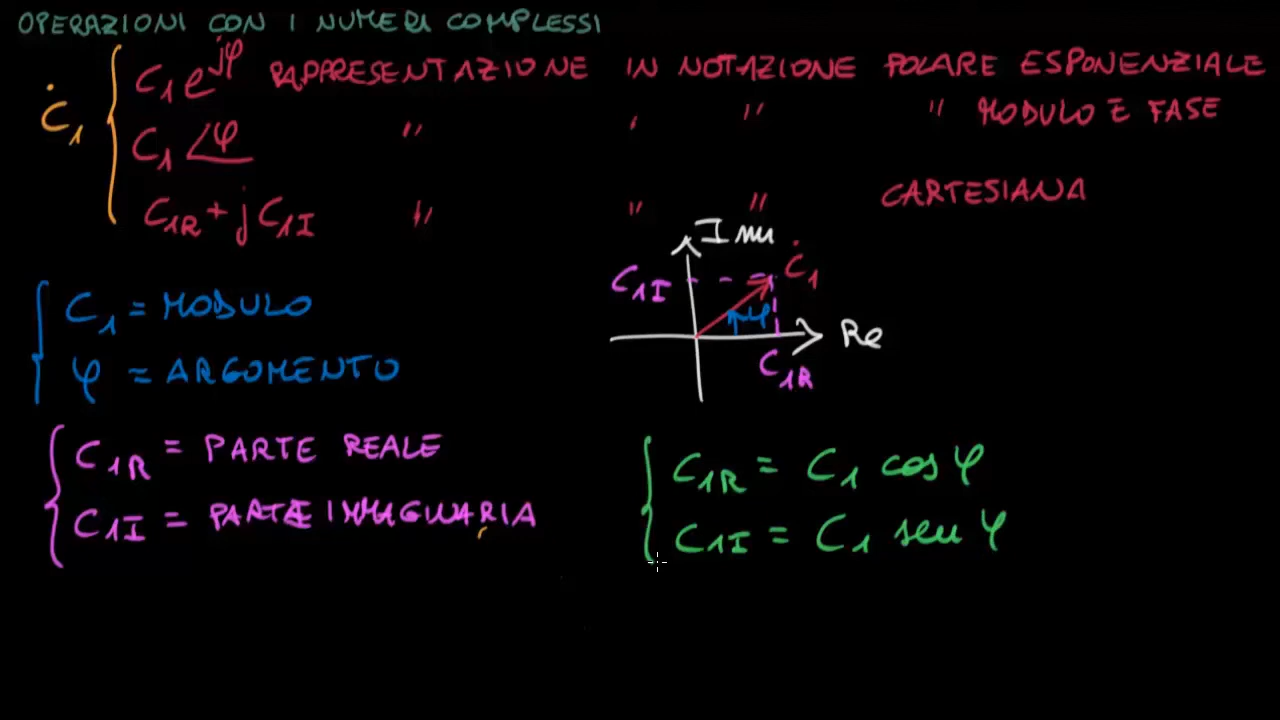 OPERAZIONI CON I NUMERI COMPLESSI
Ċ₁
C₁ e^jφ RAPPRESENTAZIONE IN NOTAZIONE POLARE ESPONENZIALE
C₁ ∠φ " " " " MODULO E FASE
C₁R + j C₁I " " " CARTESIANA
Imm
C₁I
Ċ₁
φ
Re
C₁R
C₁ = MODULO
φ = ARGOMENTO
C₁R = PARTE REALE
C₁I = PARTE IMMAGINARIA
C₁R = C₁ cos φ
C₁I = C₁ sen φ